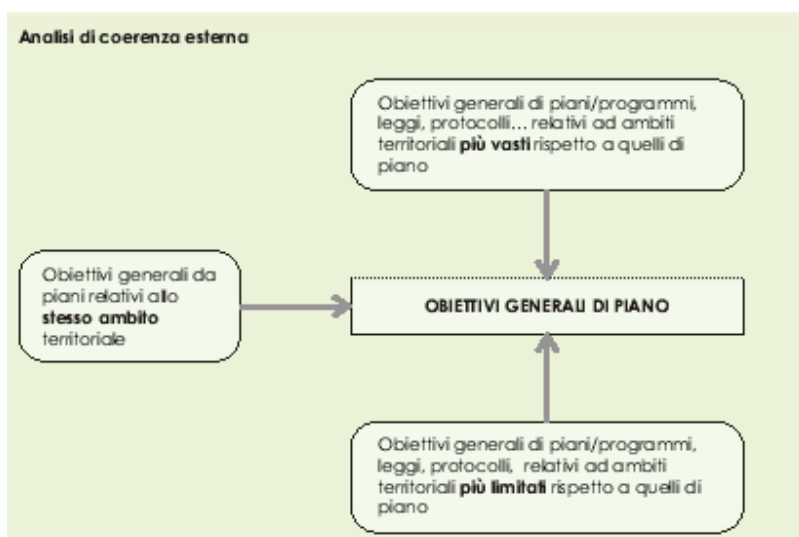 Analisi di coerenza esterna
Obiettivi generali di piani/programmi,
leggi, protocolli... relativi ad ambiti
territoriali più vasti rispetto a quelli di
piano
Obiettivi generali da
piani relativi allo
stesso ambito
territoriale
OBIETTIVI GENERALI DI PIANO
Obiettivi generali di piani/programmi,
leggi, protocolli, relativi ad ambiti
territoriali più limitati rispetto a quelli di
piano